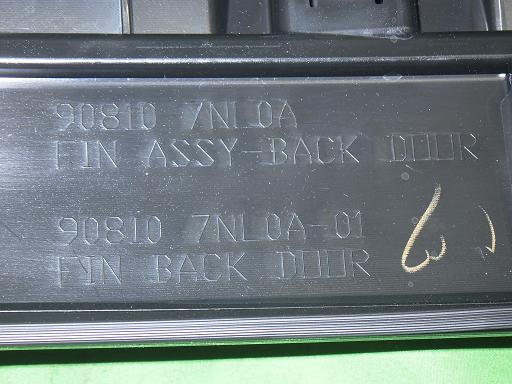 90810 7NL0A
FIN ASSY-BACK DOOR
90810 7NL0A-01
FIN BACK DOOR